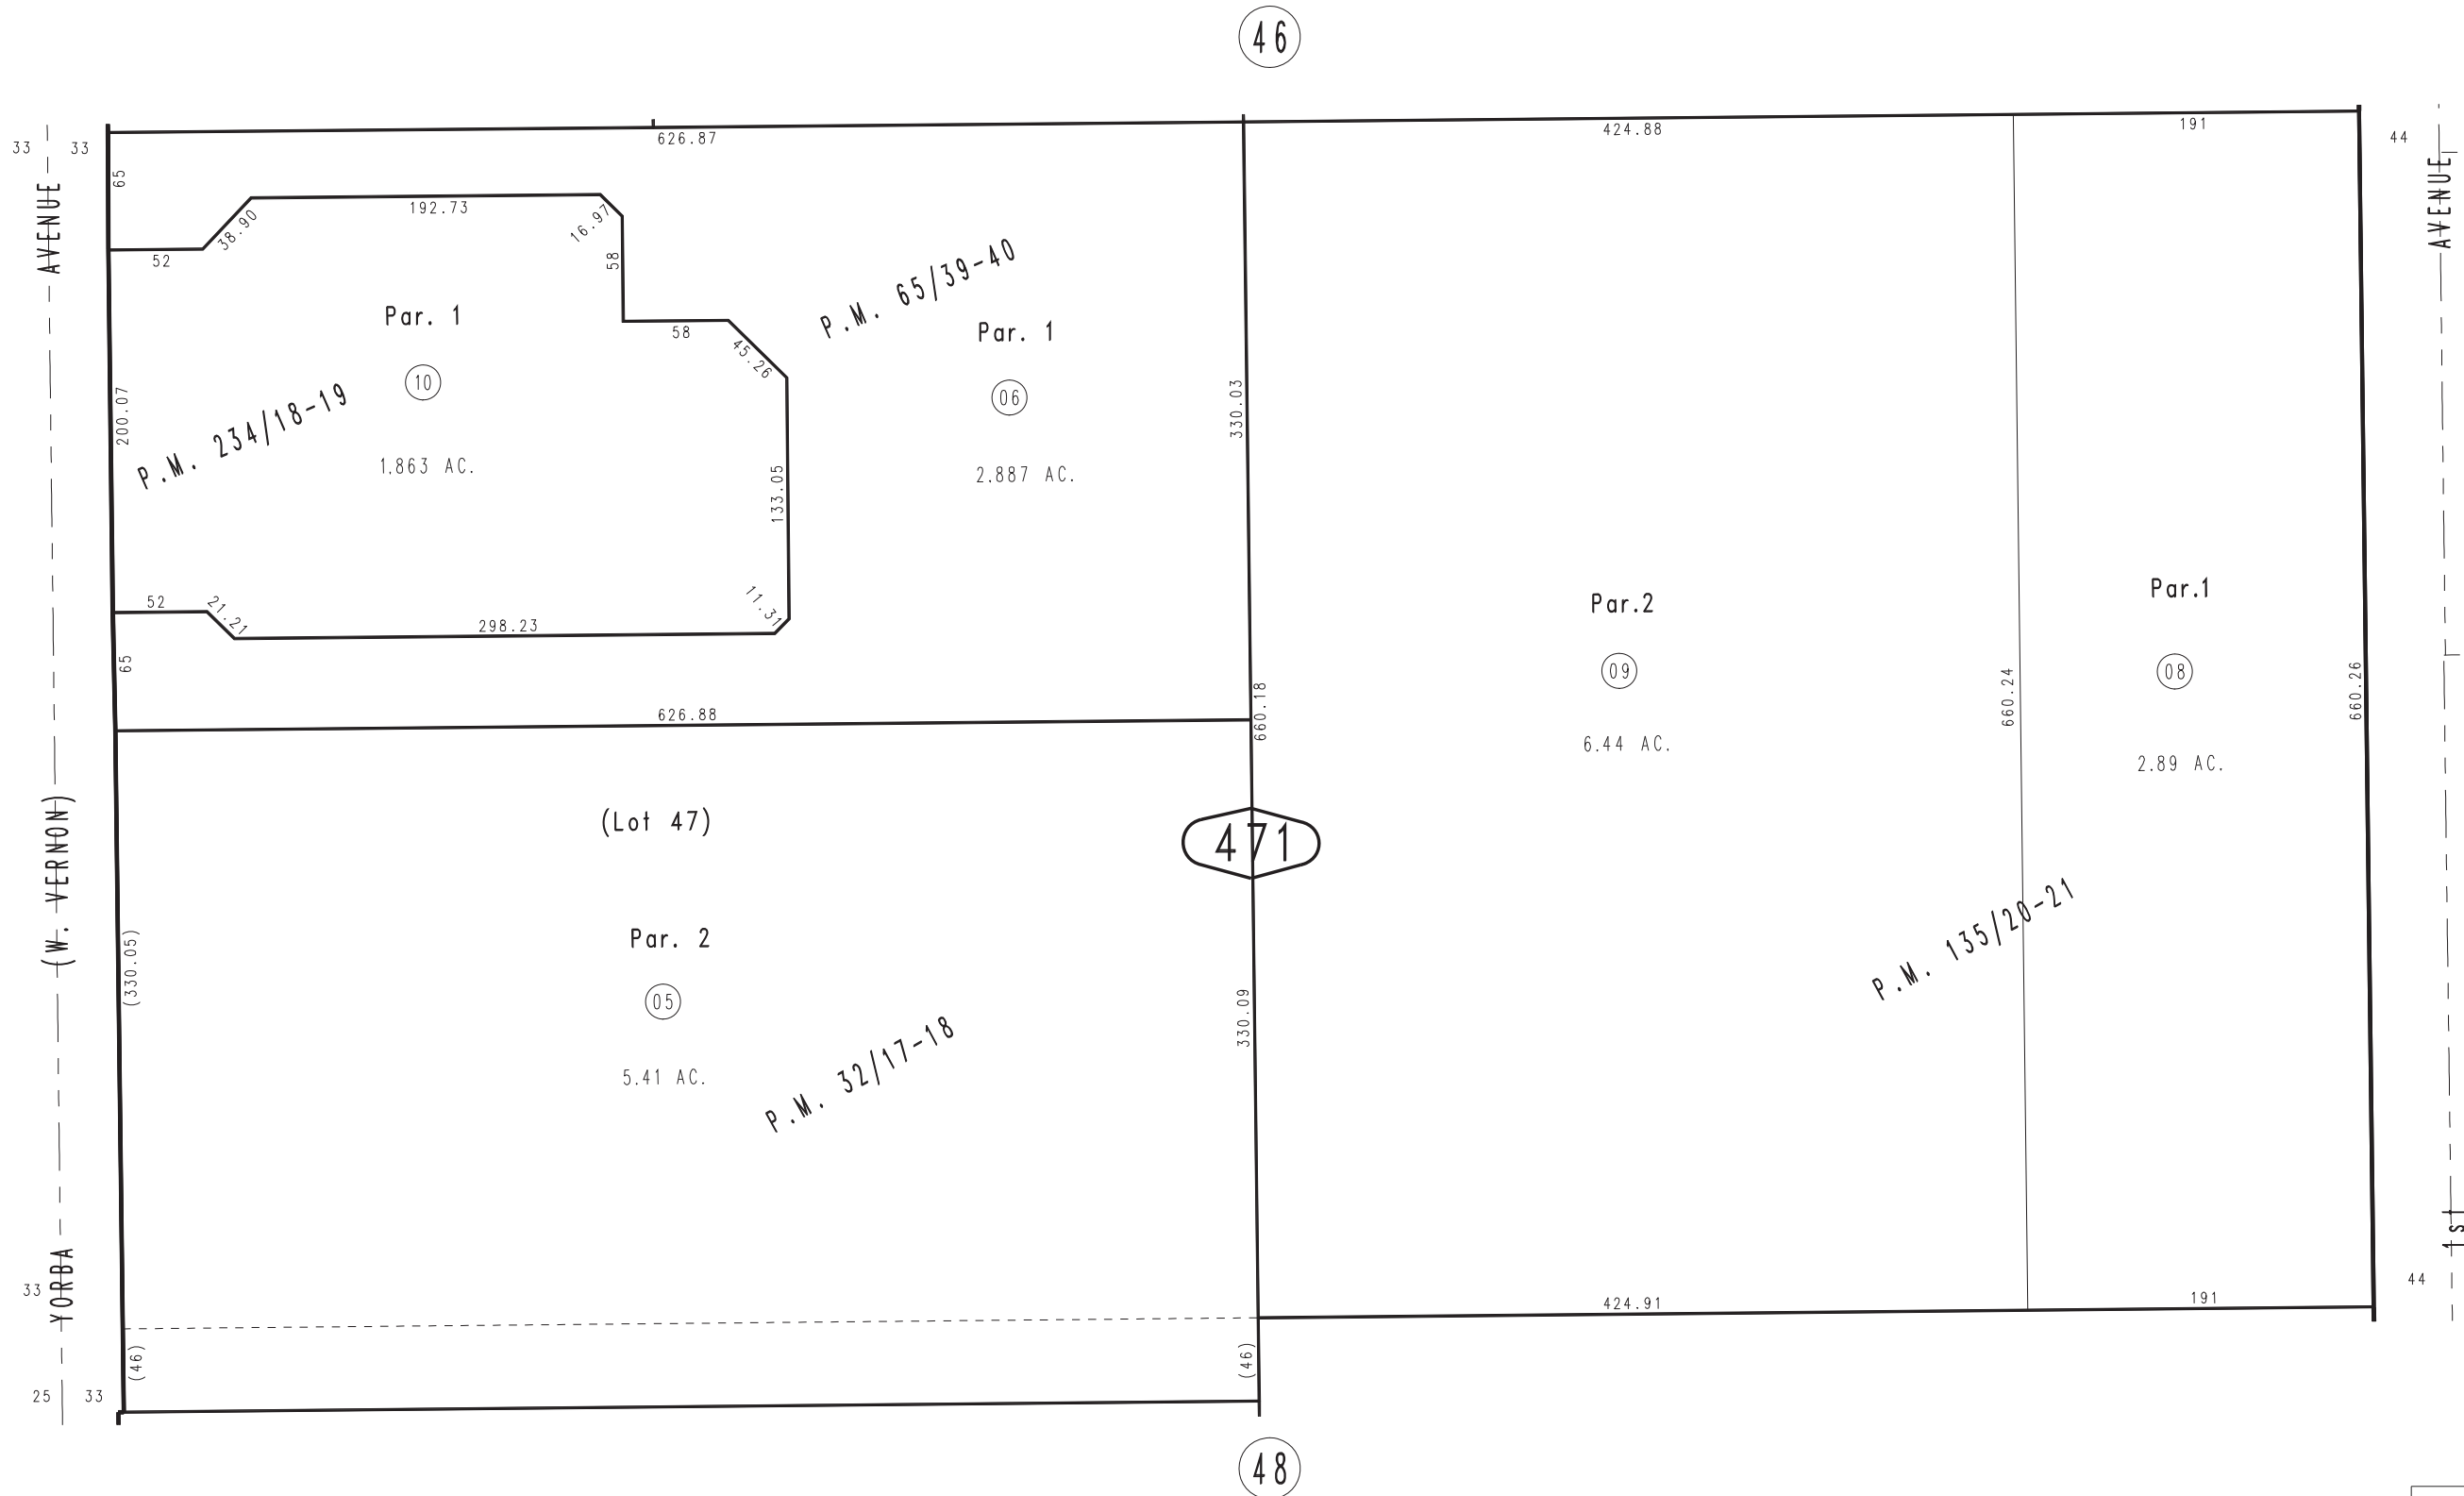 46
626.87
424.88
191
33
33
44
65
AVENUE
AVENUE
38.90
192.73
16.97
52
58
P.M. 65/39-40
Par. 1
Par. 1
58
45.26
10
06
330.03
200.07
P.M. 234/18-19
1.863 AC.
2.887 AC.
133.05
Par.2
Par.1
52
21.21
298.23
11.31
65
09
08
660.18
660.24
660.26
626.88
6.44 AC.
2.89 AC.
(Lot 47)
471
(W. VERNON)
Par. 2
(330.05)
05
330.09
P.M. 135/20-21
5.41 AC.
P.M. 32/17-18
1st
33
YORBA
44
424.91
191
(46)
(46)
25
33
48